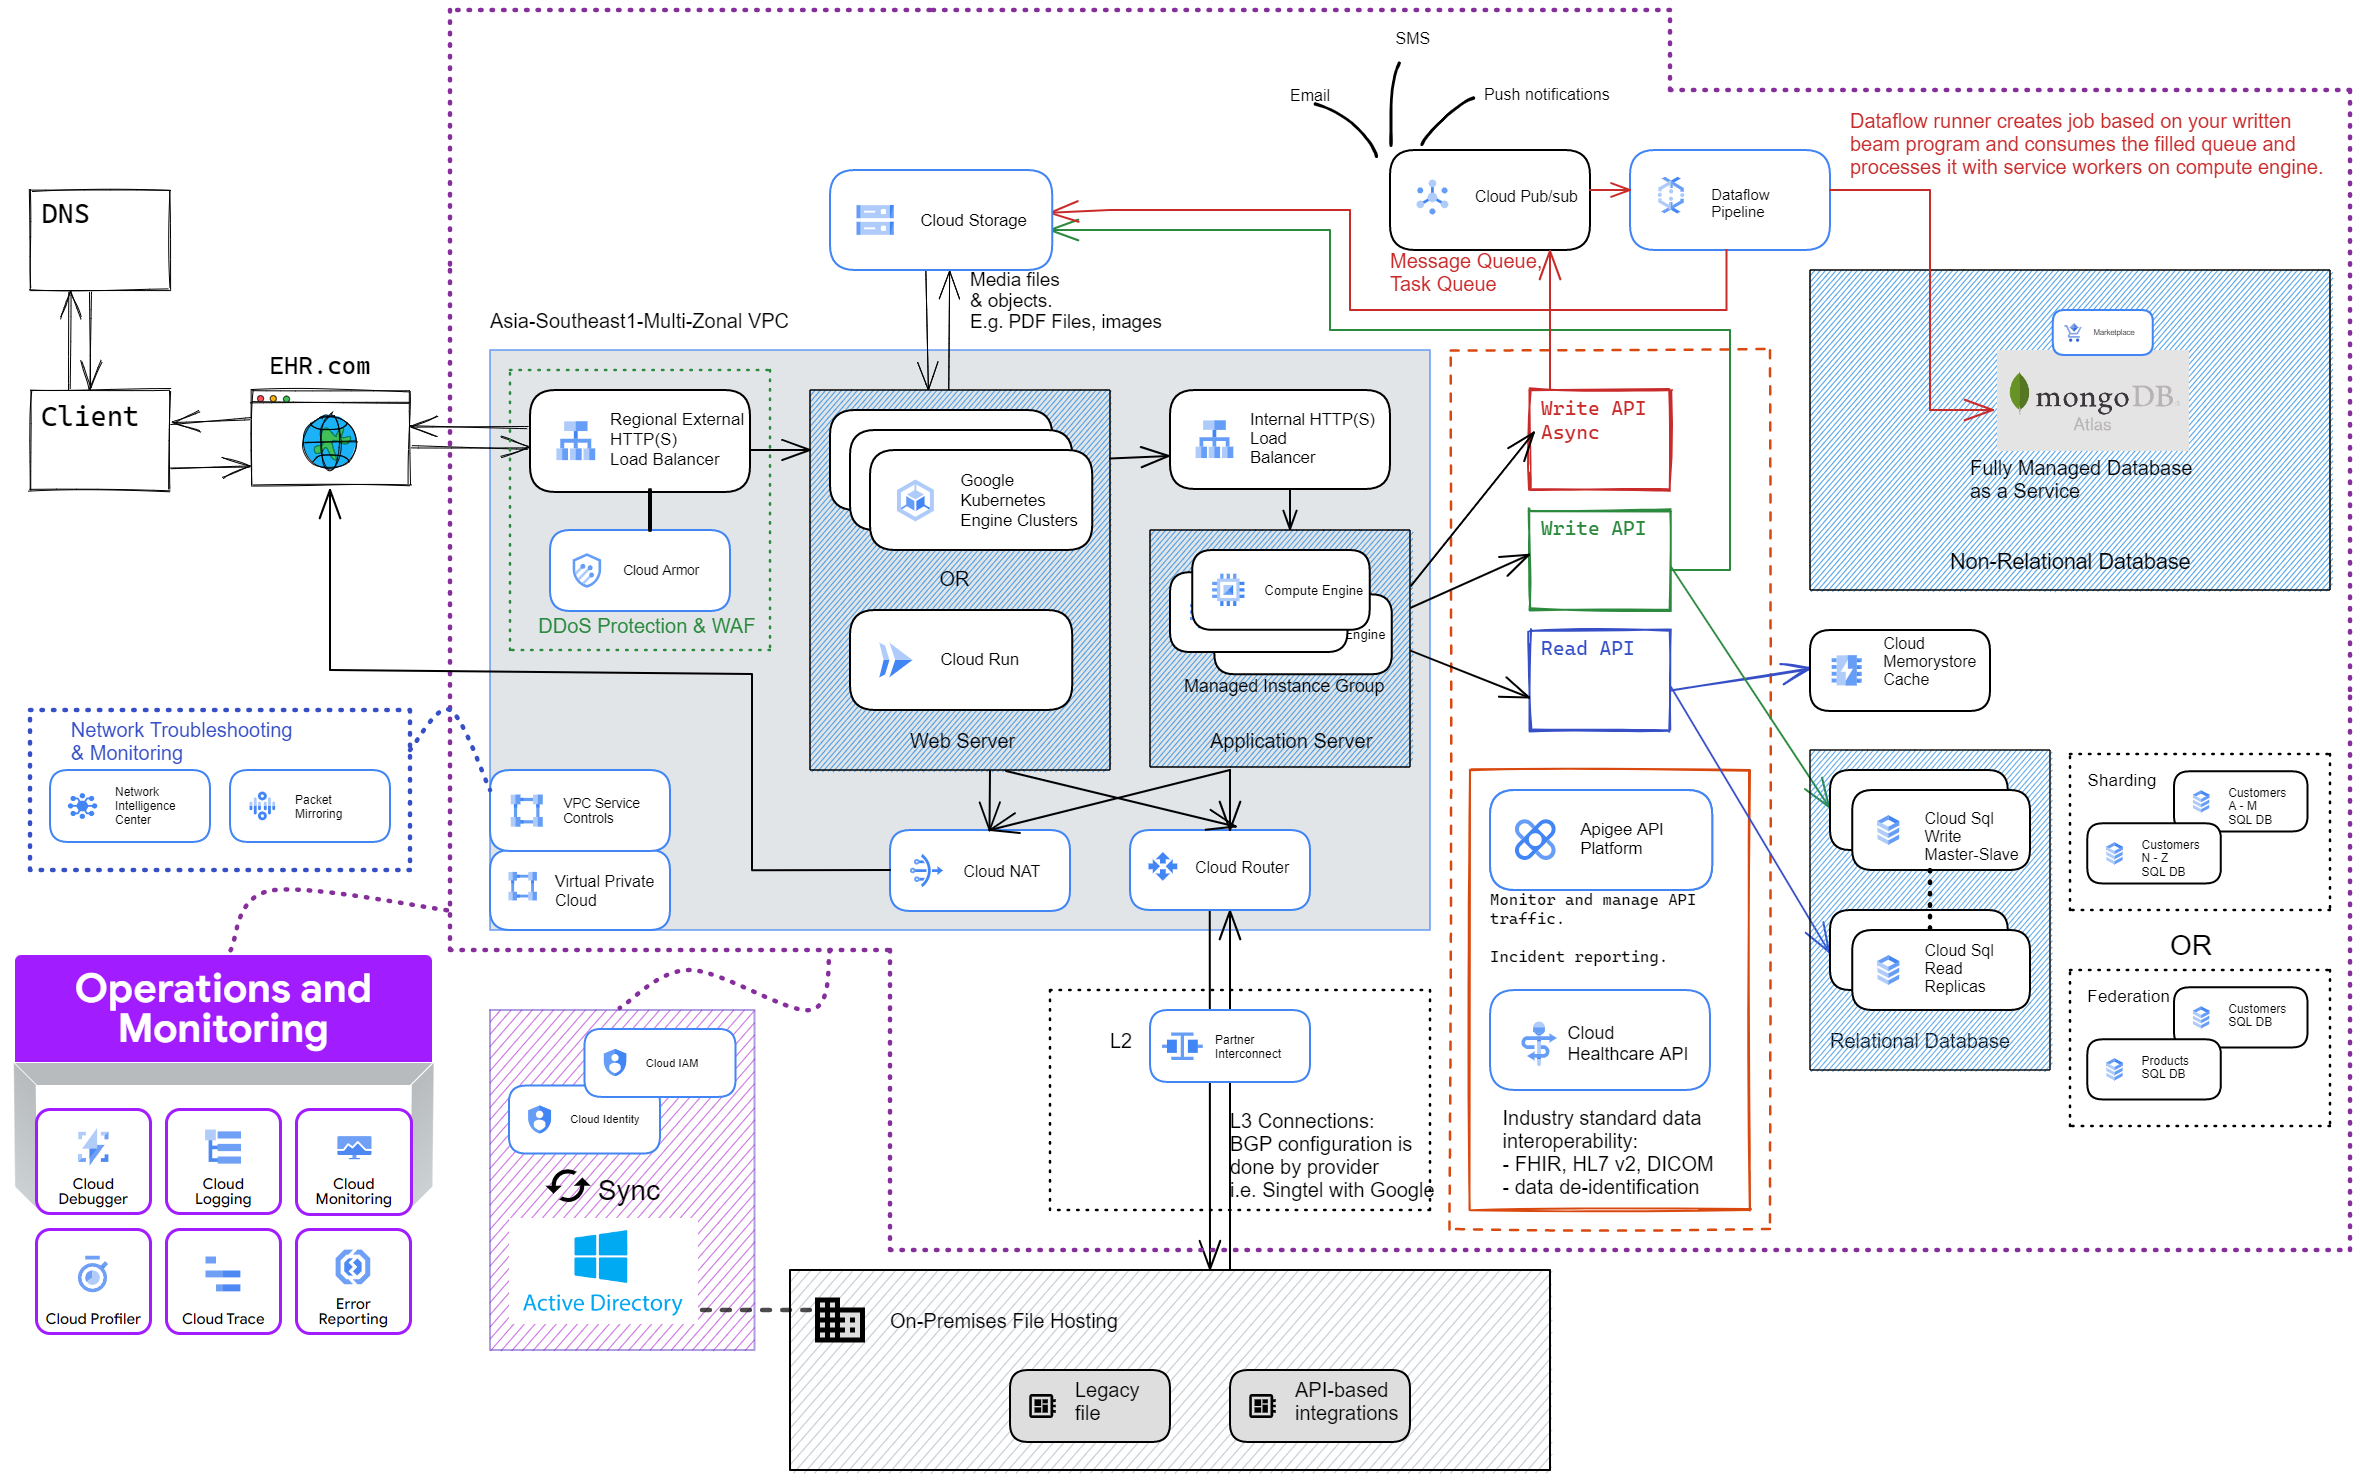 SMS
Email
Push notifications
Dataflow runner creates job based on your written
beam program and consumes the filled queue and
processes it with service workers on compute engine.
DNS
Cloud Storage
Cloud Pub/sub
Dataflow
Pipeline
Message Queue,
Task Queue
Media files
& objects.
E.g. PDF Files, images
Asia-Southeast1-Multi-Zonal VPC
Marketplace
mongoDB
Atlas
Fully Managed Database
as a Service
Non-Relational Database
EHR.com
Client
Regional External
HTTP(S)
Load Balancer
Cloud Armor
DDoS Protection & WAF
Google
Kubernetes
Engine Clusters
OR
Cloud Run
Web Server
Internal HTTP(S)
Load
Balancer
Compute Engine
Engine
Managed Instance Group
Application Server
Write API
Async
Write API
Read API
Cloud
Memorystore
Cache
Network Troubleshooting
& Monitoring
Network
Intelligence
Center
Packet
Mirroring
VPC Service
Controls
Virtual Private
Cloud
Cloud NAT
Cloud Router
Apigee API
Platform
Monitor and manage API
traffic.
Incident reporting.
Cloud
Healthcare API
Industry standard data
interoperability:
- FHIR, HL7 v2, DICOM
- data de-identification
Cloud Sql
Write
Master-Slave
Cloud Sql
Read
Replicas
Relational Database
Sharding
Customers
A - M
SQL DB
Customers
N - Z
SQL DB
OR
Federation
Customers
SQL DB
Products
SQL DB
Operations and
Monitoring
Cloud
Debugger
Cloud
Logging
Cloud
Monitoring
Cloud Profiler
Cloud Trace
Error
Reporting
Cloud IAM
Cloud Identity
Sync
Active Directory
L2
Partner
Interconnect
L3 Connections:
BGP configuration is
done by provider
i.e. Singtel with Google
On-Premises File Hosting
Legacy
file
API-based
integrations